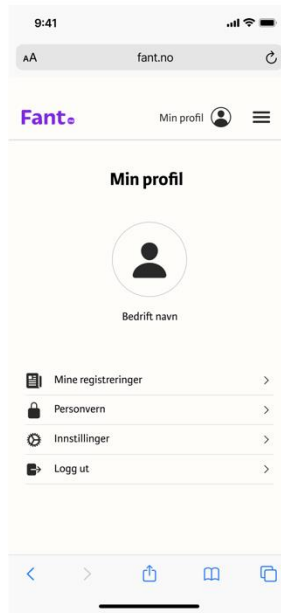 9:41
AA
fant.no
Fant
Min profil
Min profil
Bedrift navn
Mine registreringer
Personvern
Innstillinger
Logg ut